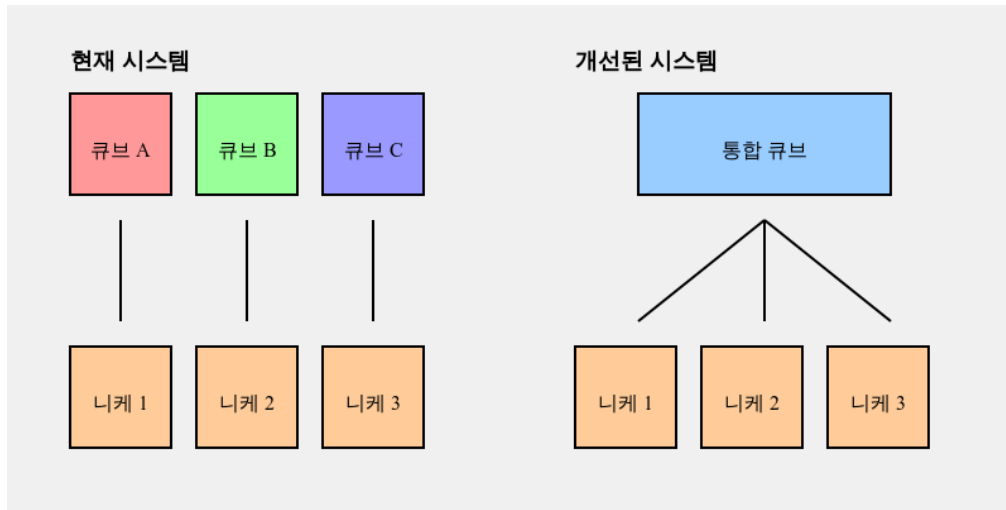 현재 시스템
큐브 A
큐브 B
큐브 C
니케 1
니케 2
니케 3
개선된 시스템
통합 큐브
니케 1
니케 2
니케 3